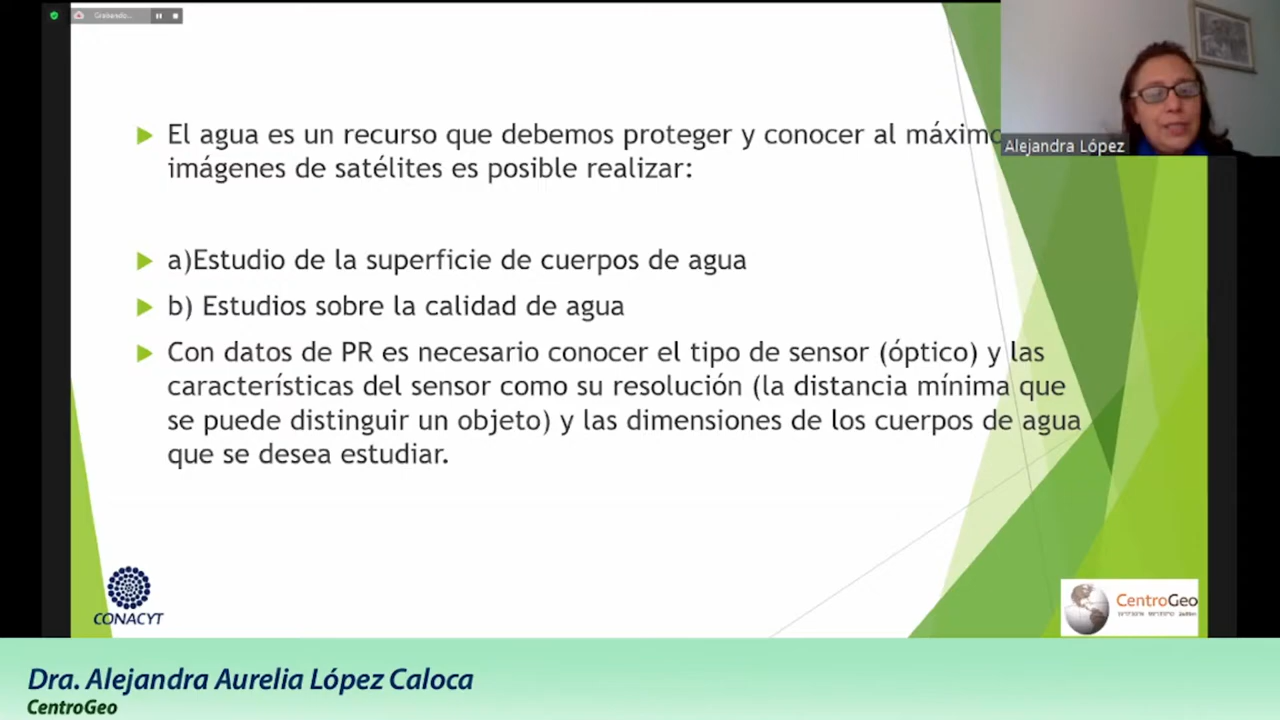 Grabando...
El agua es un recurso que debemos proteger y conocer al máximo
imágenes de satélites es posible realizar:
a)Estudio de la superficie de cuerpos de agua
b) Estudios sobre la calidad de agua
Con datos de PR es necesario conocer el tipo de sensor (óptico) y las
características del sensor como su resolución (la distancia mínima que
se puede distinguir un objeto) y las dimensiones de los cuerpos de agua
que se desea estudiar.
Alejandra López
CONACYT
CentroGeo
Dra. Alejandra Aurelia López Caloca
CentroGeo